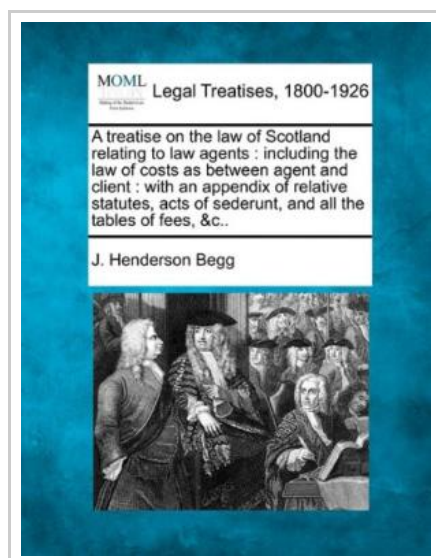 MOML
Legal Treatises, 1800-1926
A treatise on the law of Scotland
relating to law agents : including the
law of costs as between agent and
client : with an appendix of relative
statutes, acts of sederunt, and all the
tables of fees, &c..
J. Henderson Begg